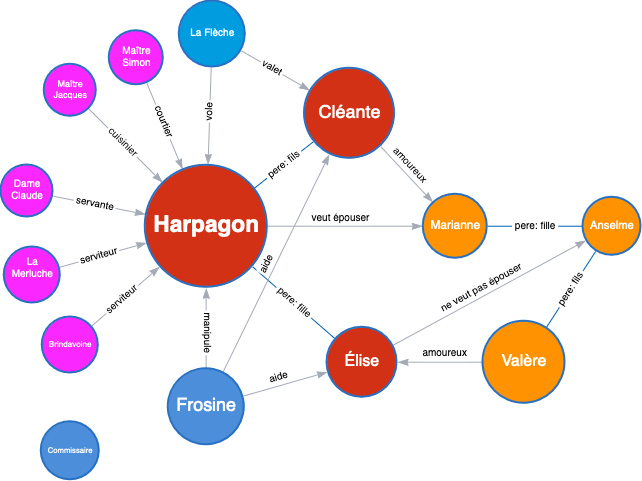 La Flèche
Maître
Simon
Maître
Jacques
valet
vole
courtier
cuisinier
Cléante
pere: fils
amoureux
Dame
Claude
servante
Harpagon
veut épouser
Marianne
pere: fille
Anselme
La
Merluche
serviteur
aide
ne veut pas épouser
pere: fils
serviteur
pere: fille
Brindavoine
manipule
Élise
amoureux
Valère
aide
Frosine
Commissaire